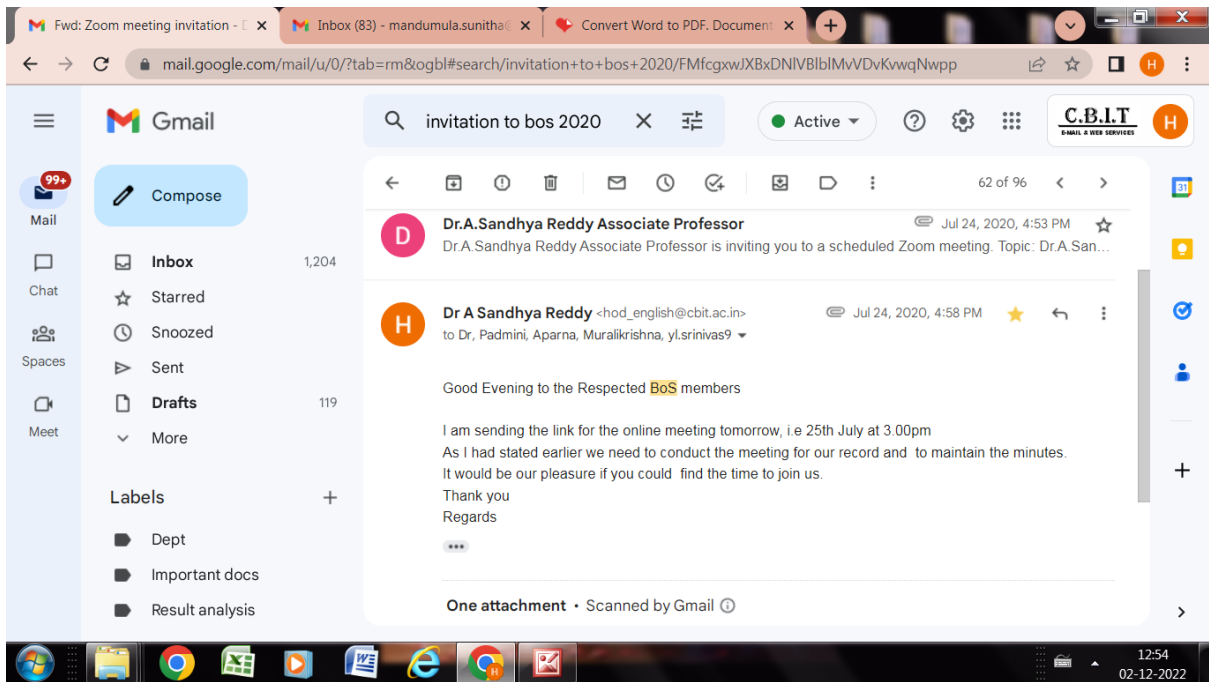 Fwd: Zoom meeting invitation - D
Inbox (83) - mandumula.sunitha@
Convert Word to PDF. Document
mail.google.com/mail/u/0/?tab=rm&ogbl#search/invitation+to+bos+2020/FMfcgxwJXBxDNlVBlblMvVDvKvwqNwpp
H
Gmail
invitation to bos 2020
Active
C.B.I.T
E-MAIL & WEB SERVICES
H
99+
Mail
Chat
Spaces
Meet
Compose
Inbox 1,204
Starred
Snoozed
Sent
Drafts 119
More
Labels
Dept
Important docs
Result analysis
62 of 96
31
D
Dr.A.Sandhya Reddy Associate Professor Jul 24, 2020, 4:53 PM
Dr.A.Sandhya Reddy Associate Professor is inviting you to a scheduled Zoom meeting. Topic: Dr.A.San...
H
Dr A Sandhya Reddy <hod_english@cbit.ac.in> Jul 24, 2020, 4:58 PM
to Dr, Padmini, Aparna, Muralikrishna, yl.srinivas9
Good Evening to the Respected BoS members
I am sending the link for the online meeting tomorrow, i.e 25th July at 3.00pm
As I had stated earlier we need to conduct the meeting for our record and  to maintain the minutes.
It would be our pleasure if you could  find the time to join us.
Thank you
Regards
One attachment • Scanned by Gmail
12:54
02-12-2022